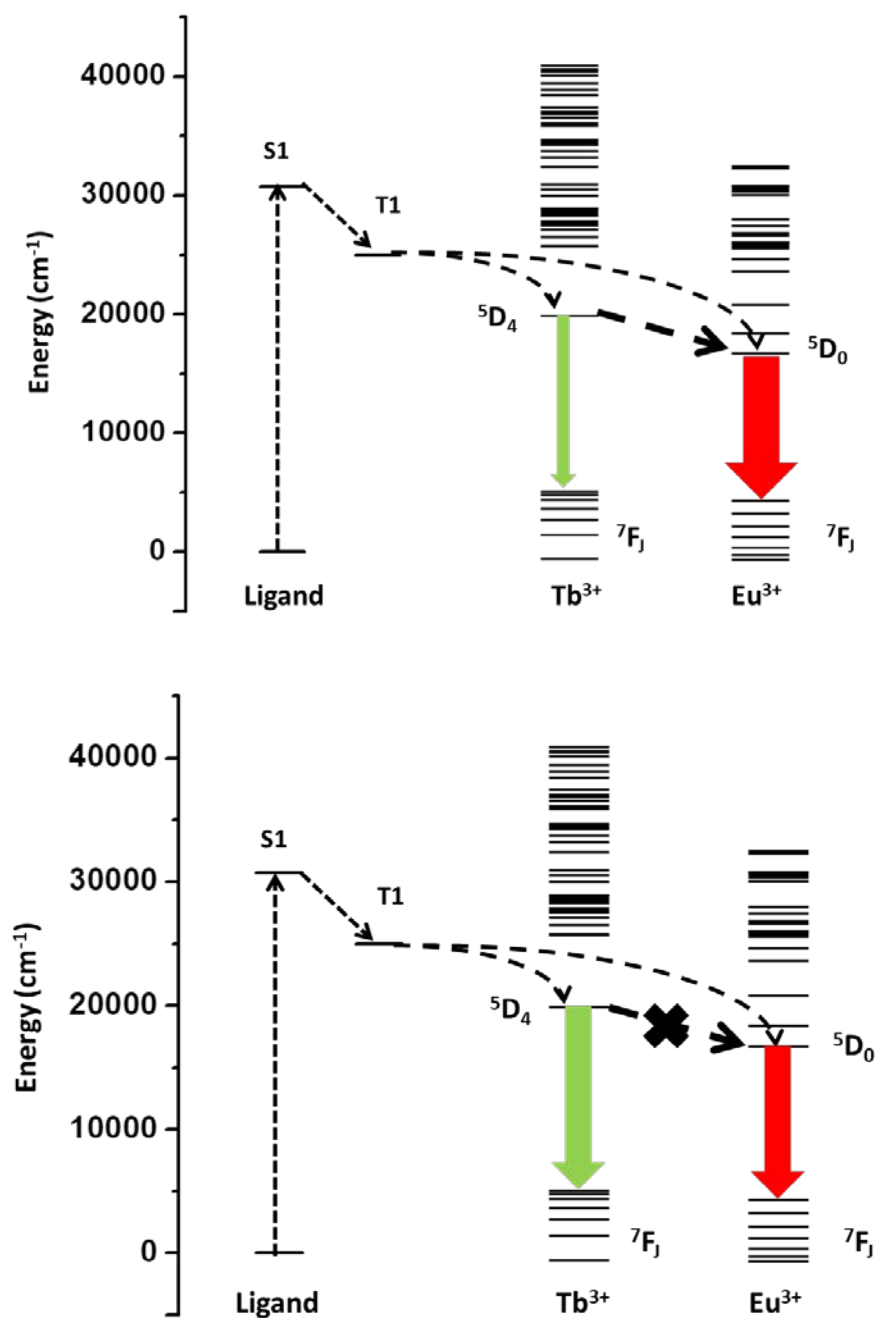 40000
30000
20000
10000
0
Energy (cm⁻¹)
S1
T1
⁵D₄
⁵D₀
⁷F_J
⁷F_J
Ligand
Tb³⁺
Eu³⁺
40000
30000
20000
10000
0
Energy (cm⁻¹)
S1
T1
⁵D₄
⁵D₀
⁷F_J
⁷F_J
Ligand
Tb³⁺
Eu³⁺